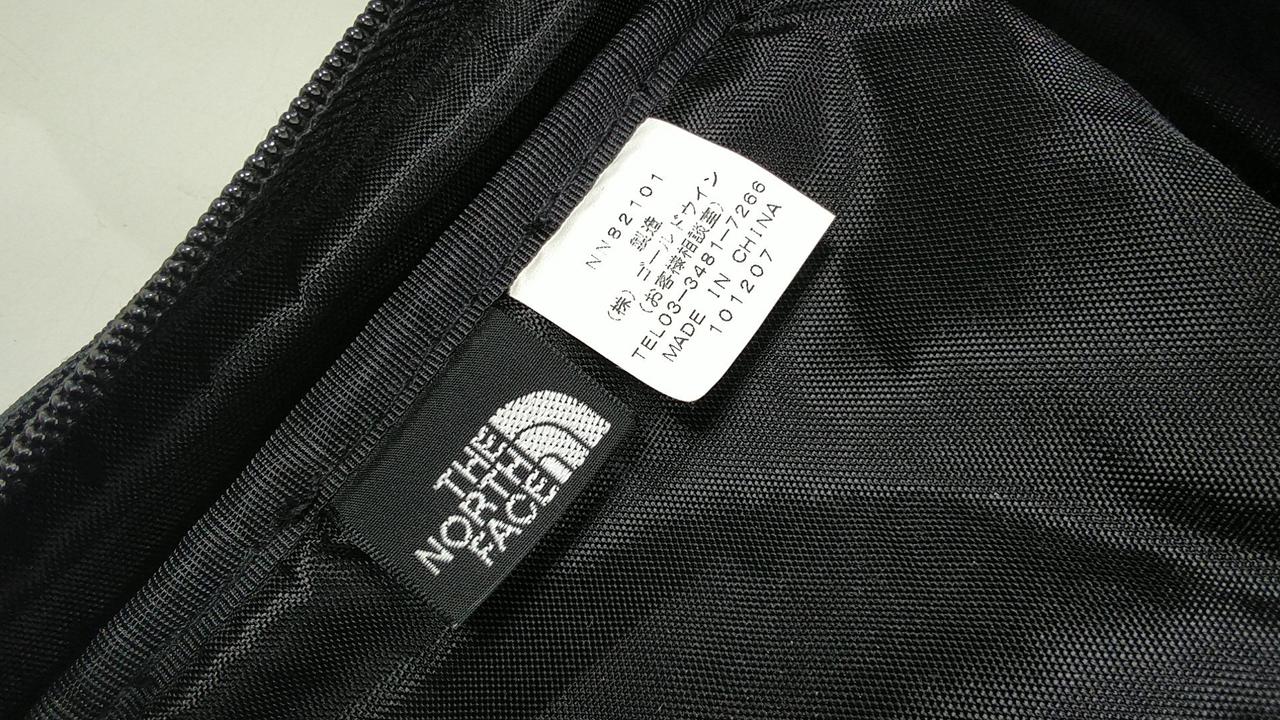 NN82101
製造
(株)ゴールドウイン
(お客様相談室)
TEL03-3481-7266
MADE IN CHINA
101207
THE
NORTH
FACE